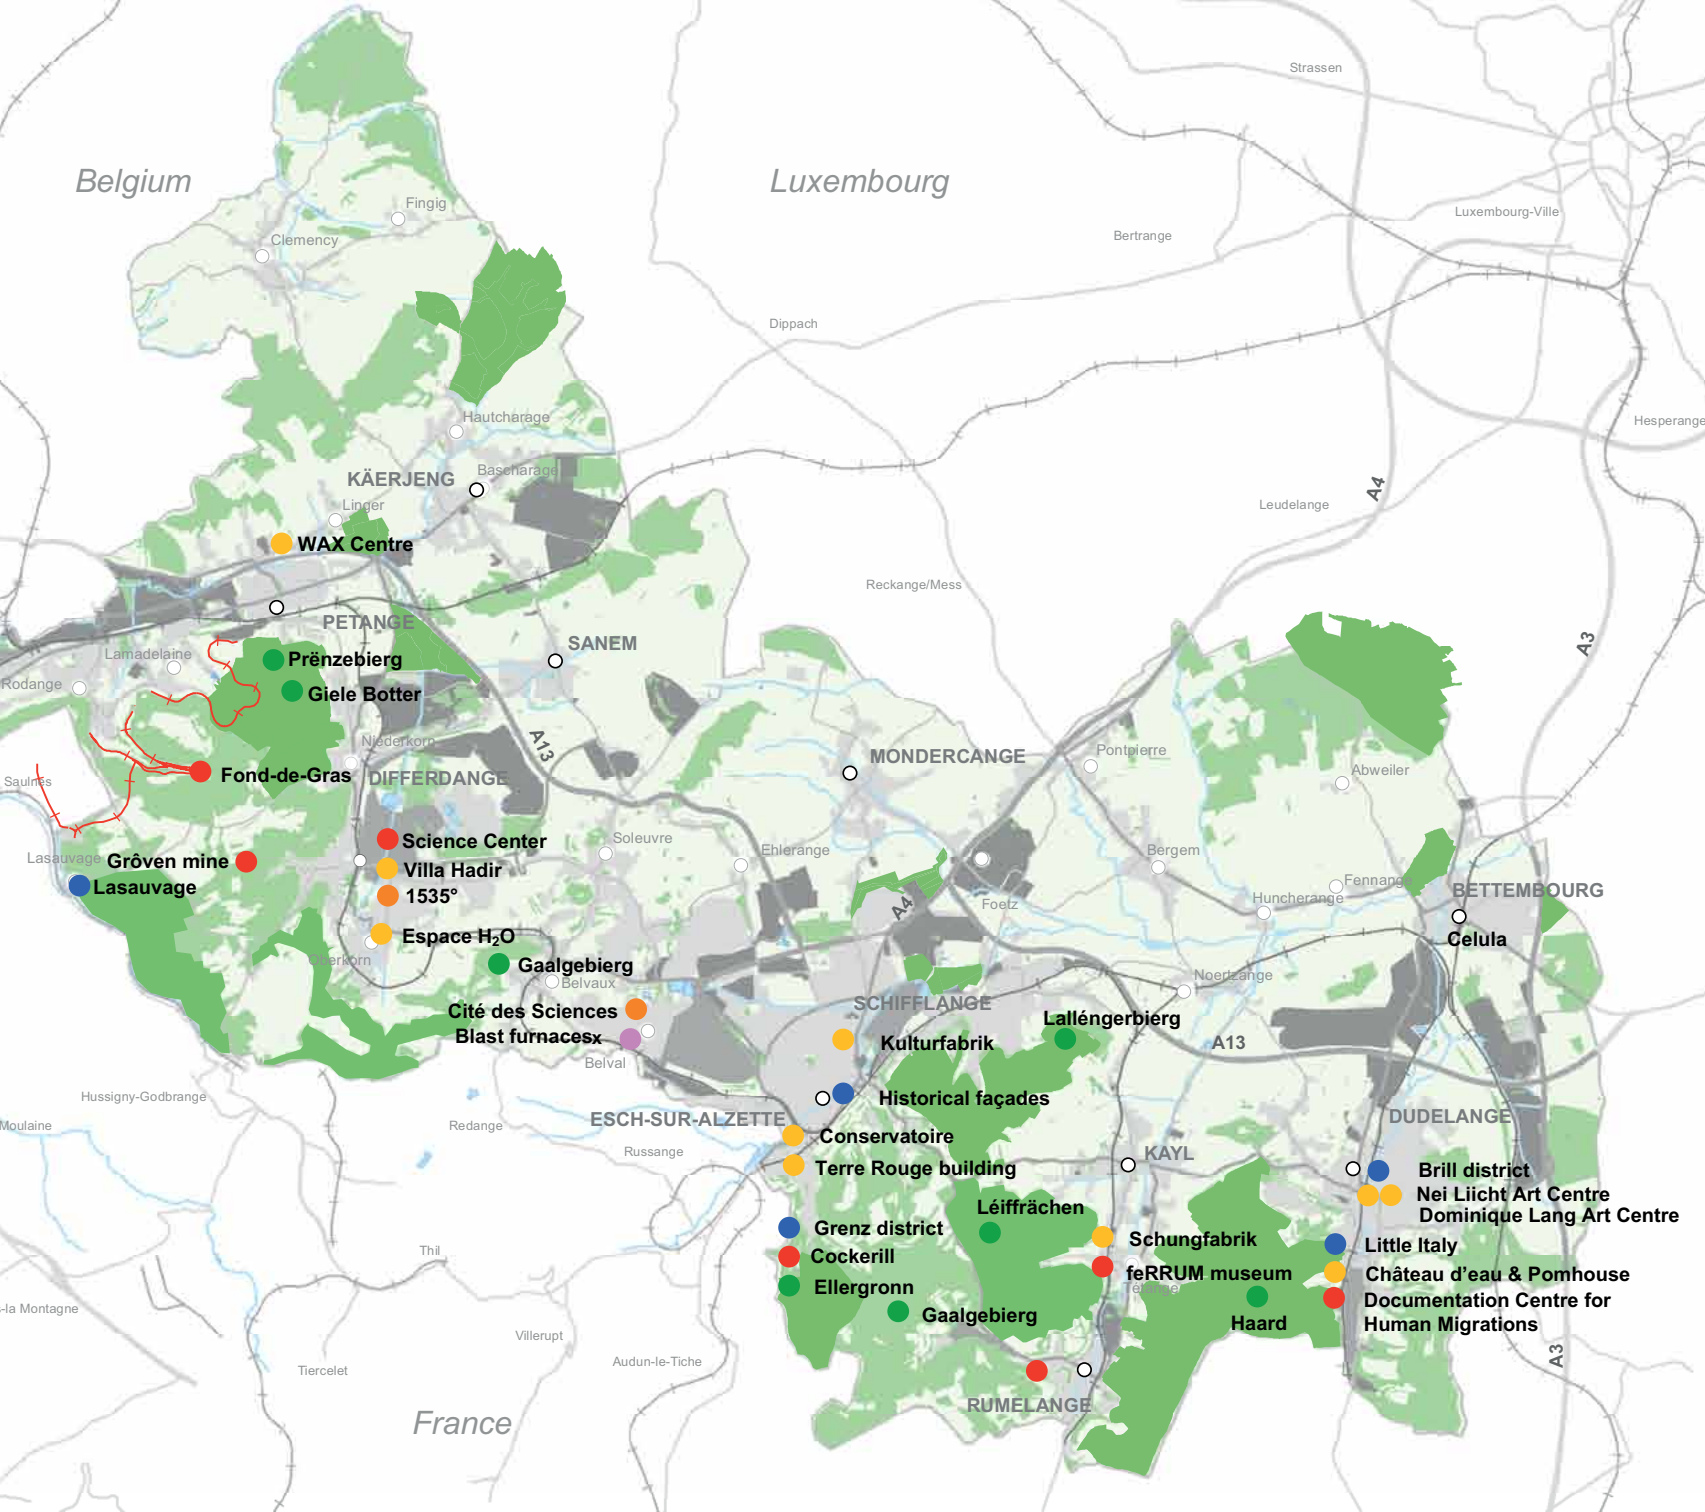 Strassen
Belgium
Luxembourg
Fingig
Luxembourg-Ville
Clemency
Bertrange
Dippach
Hautcharage
Hesperange
KÄERJENG
Bascharage
A4
Linger
Leudelange
WAX Centre
Reckange/Mess
PETANGE
SANEM
A3
Lamadelaine
Prënzebierg
Rodange
Giele Botter
Niederkorn
A13
MONDERCANGE
Pontpierre
Saulnes
Fond-de-Gras
DIFFERDANGE
Abweiler
Science Center
Soleuvre
Ehlerange
Bergem
Lasauvage
Grôven mine
Villa Hadir
Fennange
Lasauvage
1535°
A4
Foetz
Huncherange
BETTEMBOURG
Espace H₂O
Celula
Oberkorn
Gaalgebierg
Belvaux
Noertzange
Cité des Sciences
SCHIFFLANGE
Lalléngerbierg
Blast furnacesx
Kulturfabrik
A13
Belval
Hussigny-Godbrange
Historical façades
Moulaine
Redange
ESCH-SUR-ALZETTE
DUDELANGE
Conservatoire
Russange
KAYL
Terre Rouge building
Brill district
Nei Liicht Art Centre
Dominique Lang Art Centre
Léiffrächen
Grenz district
Schungfabrik
Little Italy
Thil
Cockerill
feRRUM museum
Château d'eau & Pomhouse
Ellergronn
Documentation Centre for
Human Migrations
s-la Montagne
Gaalgebierg
Haard
Villerupt
Tiercelet
Audun-le-Tiche
A3
RUMELANGE
France